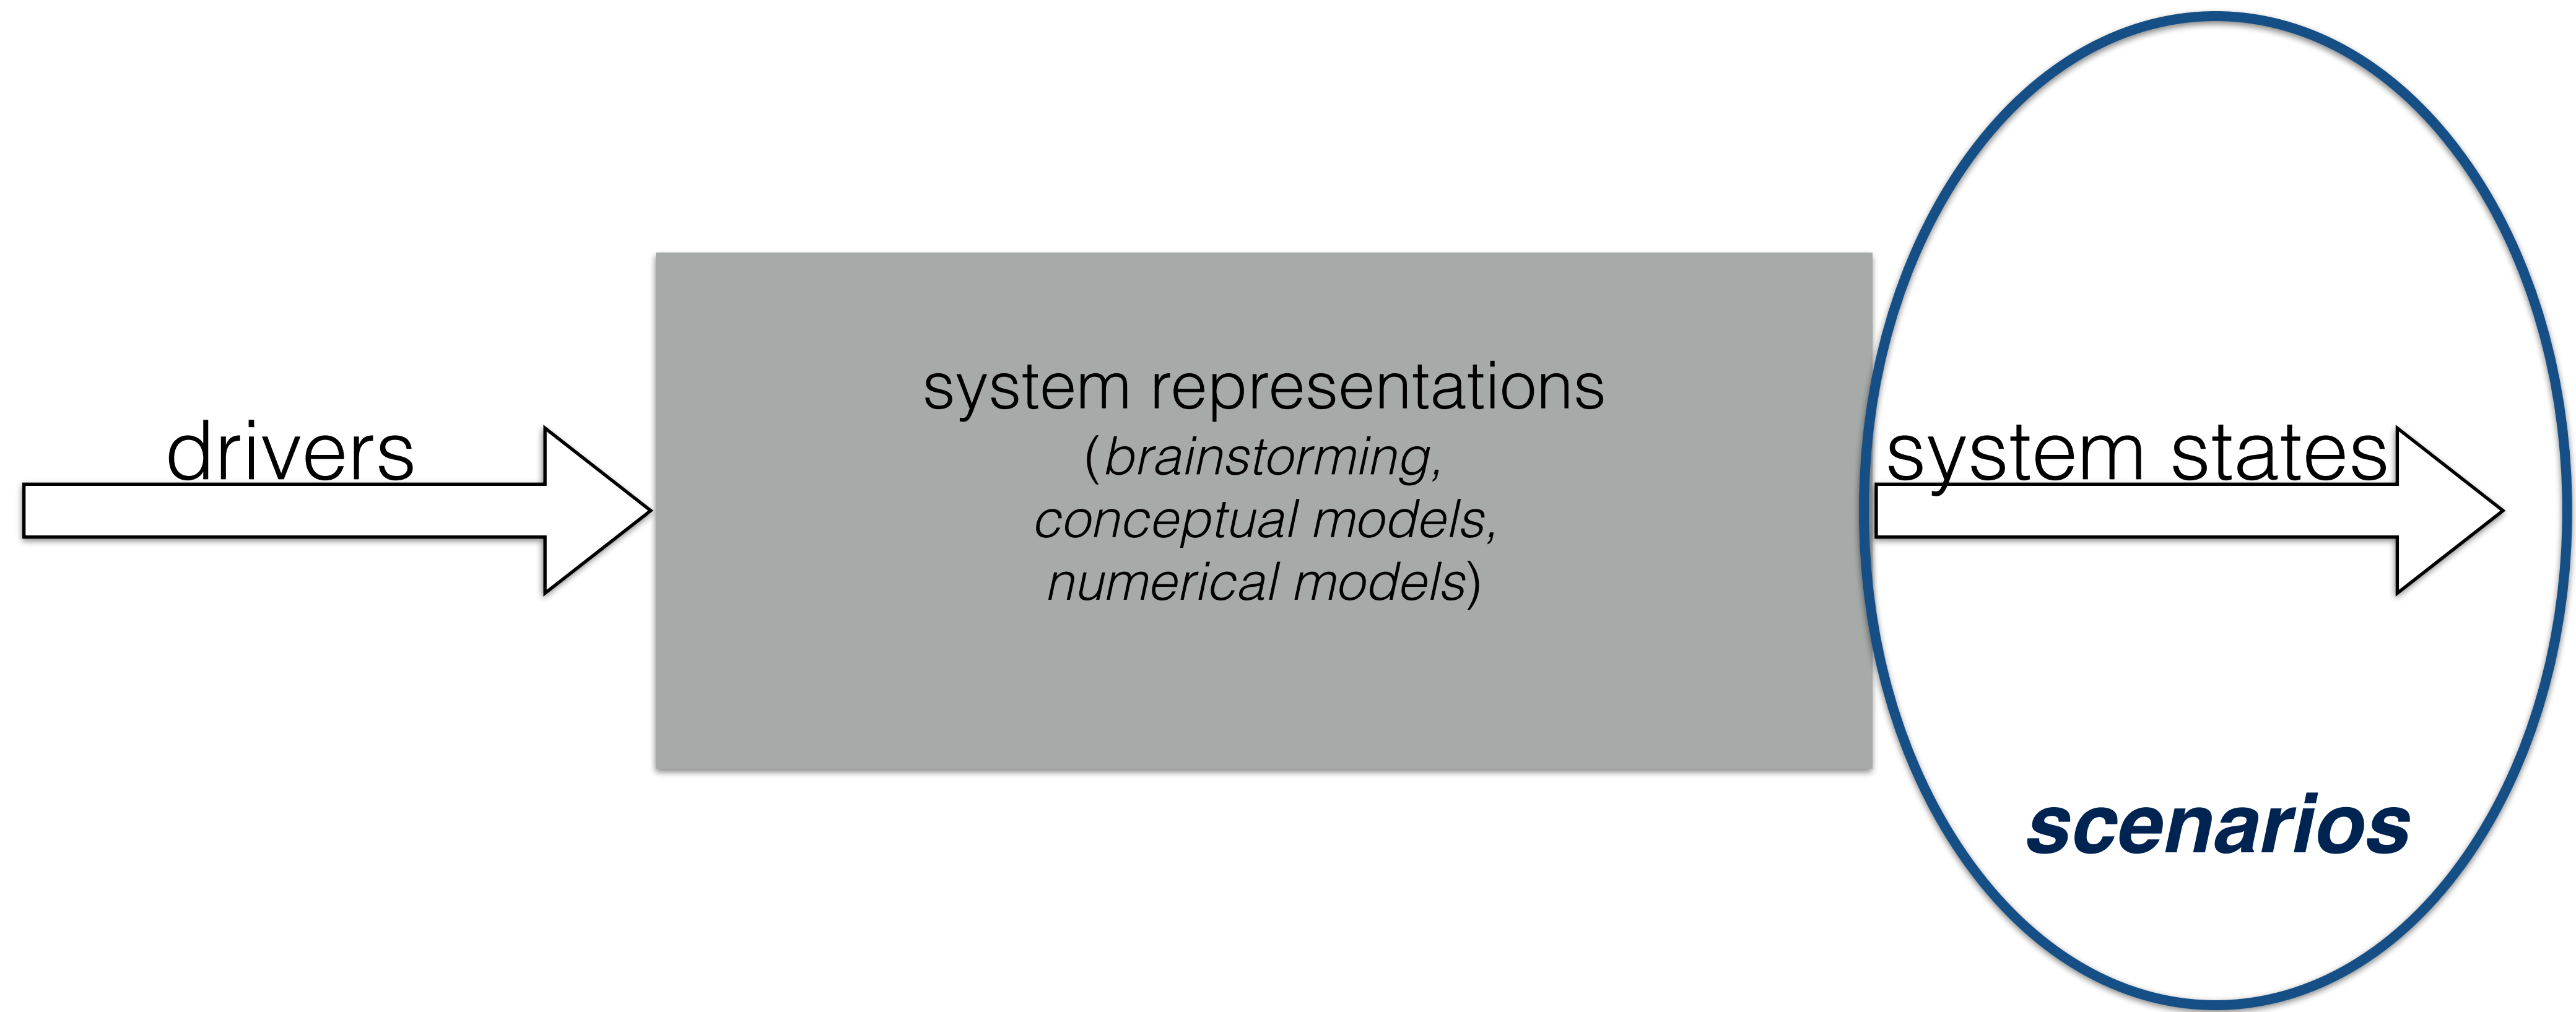 drivers
system representations
(brainstorming,
conceptual models,
numerical models)
system states
scenarios